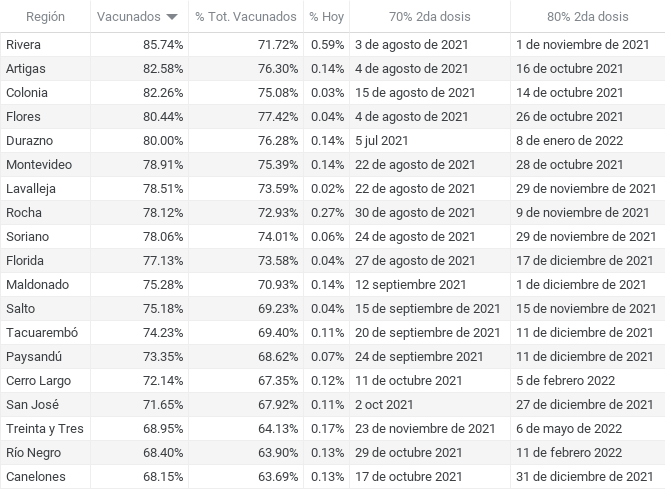 Región Vacunados % Tot. Vacunados % Hoy 70% 2da dosis 80% 2da dosis
Rivera 85.74% 71.72% 0.59% 3 de agosto de 2021 1 de noviembre de 2021
Artigas 82.58% 76.30% 0.14% 4 de agosto de 2021 16 de octubre 2021
Colonia 82.26% 75.08% 0.03% 15 de agosto de 2021 14 de octubre 2021
Flores 80.44% 77.42% 0.04% 4 de agosto de 2021 26 de octubre 2021
Durazno 80.00% 76.28% 0.14% 5 jul 2021 8 de enero de 2022
Montevideo 78.91% 75.39% 0.14% 22 de agosto de 2021 28 de octubre 2021
Lavalleja 78.51% 73.59% 0.02% 22 de agosto de 2021 29 de noviembre de 2021
Rocha 78.12% 72.93% 0.27% 30 de agosto de 2021 9 de noviembre de 2021
Soriano 78.06% 74.01% 0.06% 24 de agosto de 2021 29 de noviembre de 2021
Florida 77.13% 73.58% 0.04% 27 de agosto de 2021 17 de diciembre de 2021
Maldonado 75.28% 70.93% 0.14% 12 septiembre 2021 1 de diciembre de 2021
Salto 75.18% 69.23% 0.04% 15 de septiembre de 2021 15 de noviembre de 2021
Tacuarembó 74.23% 69.40% 0.11% 20 de septiembre de 2021 11 de diciembre de 2021
Paysandú 73.35% 68.62% 0.07% 24 de septiembre 2021 11 de diciembre de 2021
Cerro Largo 72.14% 67.35% 0.12% 11 de octubre 2021 5 de febrero 2022
San José 71.65% 67.92% 0.11% 2 oct 2021 27 de diciembre de 2021
Treinta y Tres 68.95% 64.13% 0.17% 23 de noviembre de 2021 6 de mayo de 2022
Río Negro 68.40% 63.90% 0.13% 29 de octubre 2021 11 de febrero 2022
Canelones 68.15% 63.69% 0.13% 17 de octubre 2021 31 de diciembre de 2021